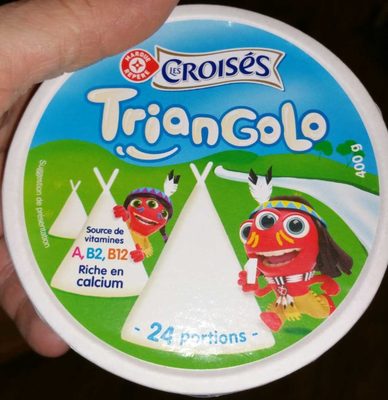 MARQUE REPÈRE
LES CROISÉS
TRIANGOLO
400 g
Suggestion de présentation
Source de
vitamines
A, B2, B12
Riche en
calcium
- 24 portions -